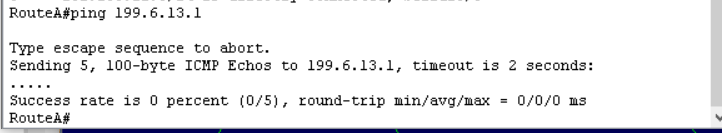 RouteA#ping 199.6.13.1
Type escape sequence to abort.
Sending 5, 100-byte ICMP Echos to 199.6.13.1, timeout is 2 seconds:
.....
Success rate is 0 percent (0/5), round-trip min/avg/max = 0/0/0 ms
RouteA#